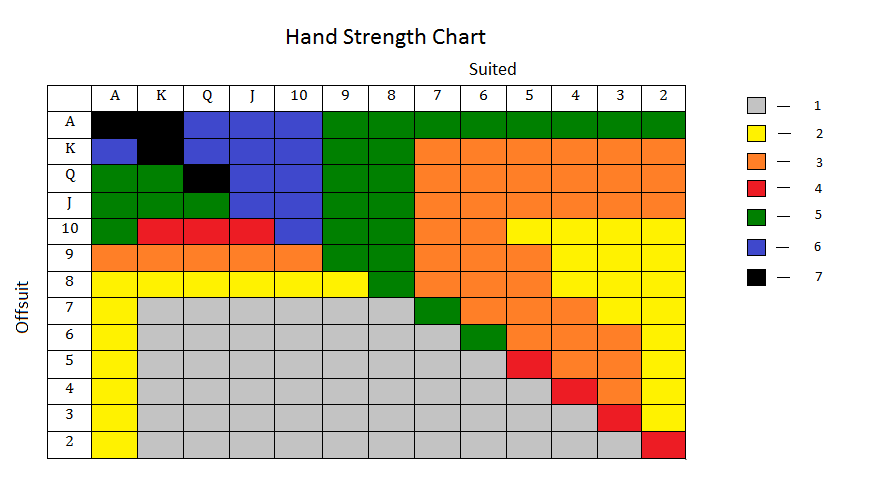 Hand Strength Chart
Suited
A K Q J 10 9 8 7 6 5 4 3 2
A
K
Q
J
10
9
8
7
6
5
4
3
2
Offsuit
— 1
— 2
— 3
— 4
— 5
— 6
— 7